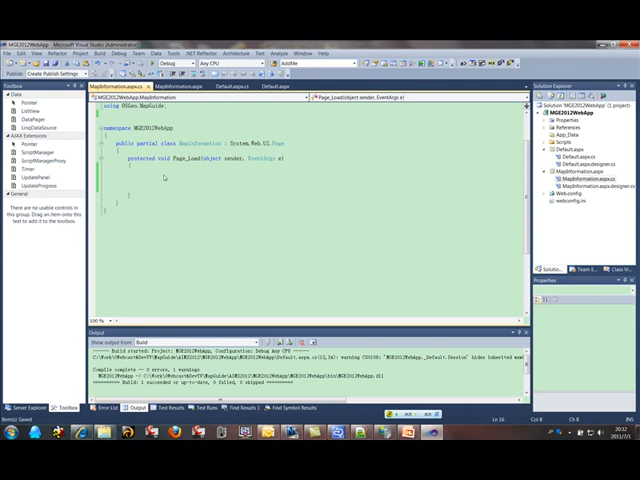 MGE2012WebApp - Microsoft Visual Studio (Administrator)
File Edit View Refactor Project Build Debug Team Data Tools .NET Reflector Architecture Test Analyze Window Help
Debug Any CPU AddMe
Publish: Create Publish Settings
Toolbox
Data
Pointer
ListView
DataPager
LinqDataSource
AJAX Extensions
Pointer
ScriptManager
ScriptManagerProxy
Timer
UpdatePanel
UpdateProgress
General
There are no usable controls in this group. Drag an item onto this text to add it to the toolbox.
Server Explorer Toolbox
MapInformation.aspx.cs MapInformation.aspx Default.aspx.cs Default.aspx
MGE2012WebApp.MapInformation Page_Load(object sender, EventArgs e)
using OSGeo.MapGuide;
namespace MGE2012WebApp
{
public partial class MapInformation : System.Web.UI.Page
{
protected void Page_Load(object sender, EventArgs e)
{
}
}
}
100 %
Output
Show output from: Build
------ Build started: Project: MGE2012WebApp, Configuration: Debug Any CPU ------
Compile complete -- 0 errors, 1 warnings
========== Build: 1 succeeded or up-to-date, 0 failed, 0 skipped ==========
Error List Output Test Results Test Runs Find Results 1 Find Symbol Results
Item(s) Saved Ln 16 Col 8 Ch 8 INS
Solution Explorer
MGE2012WebApp
Properties
References
App_Data
Scripts
Default.aspx
Default.aspx.cs
Default.aspx.designer.cs
MapInformation.aspx
MapInformation.aspx.cs
MapInformation.aspx.designer.cs
Web.config
webconfig.ini
Solutio... Team E... Class Vi...
Properties
20:32
2011/7/1